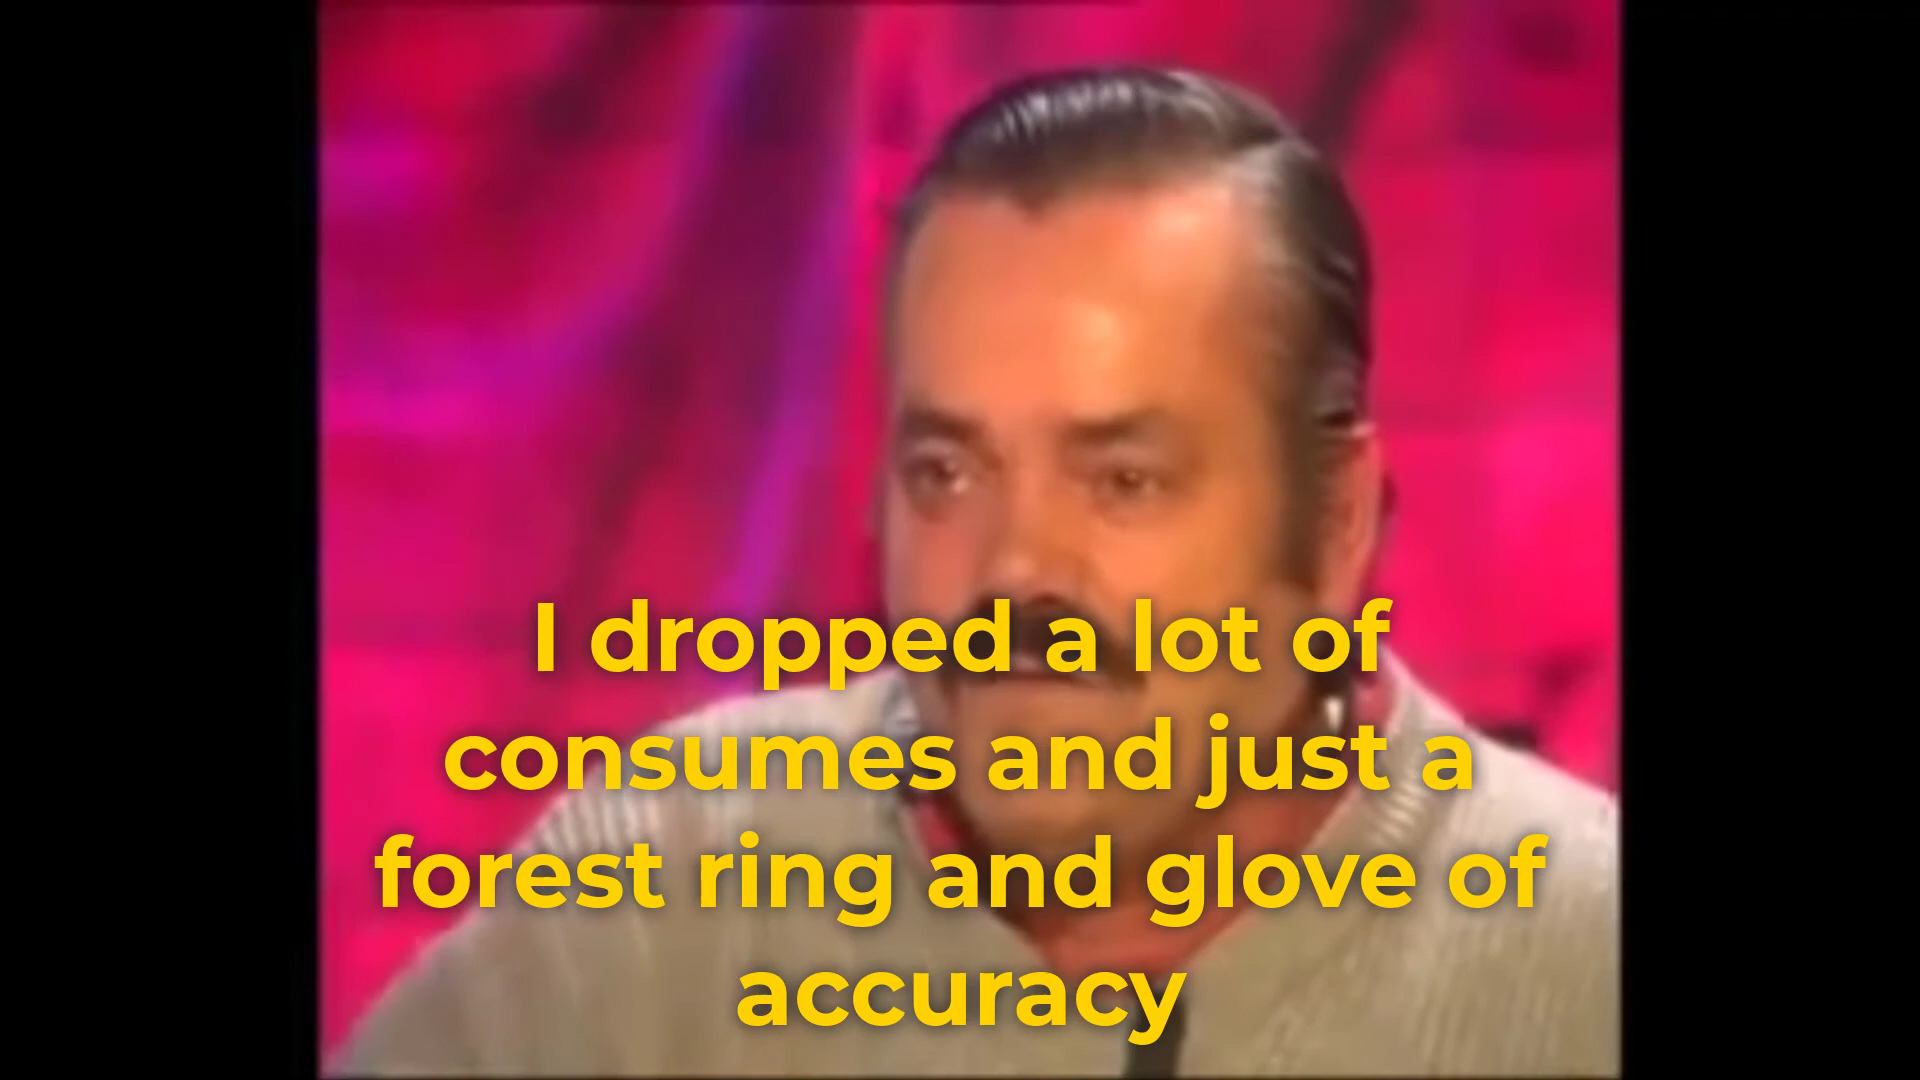 I dropped a lot of
consumes and just a
forest ring and glove of
accuracy